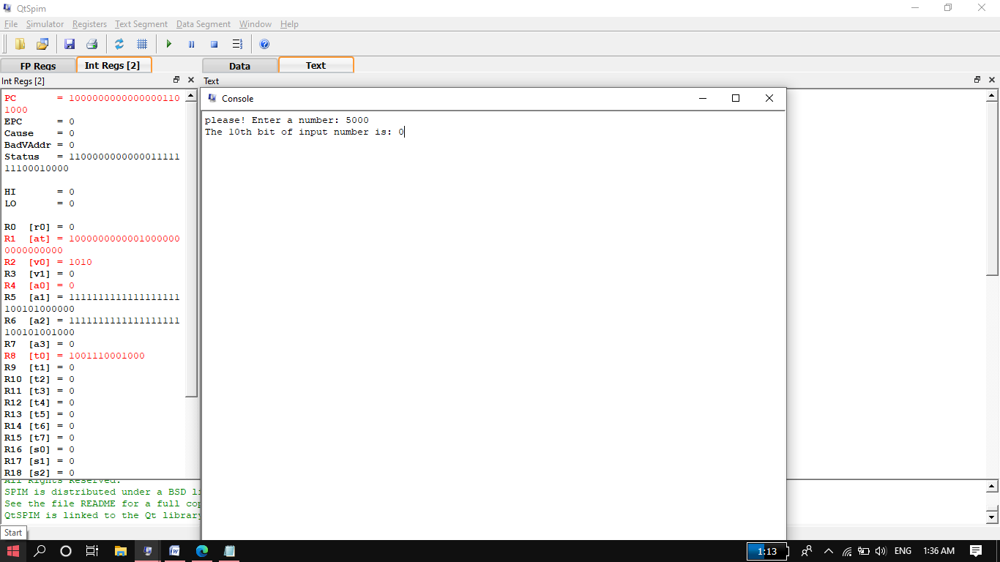 QtSpim
File Simulator Registers Text Segment Data Segment Window Help
FP Regs Int Regs [2] Data Text
Int Regs [2] Text
PC = 1000000000000000110
1000
EPC = 0
Cause = 0
BadVAddr = 0
Status = 1100000000000011111
11100010000
HI = 0
LO = 0
R0 [r0] = 0
R1 [at] = 1000000000001000000
0000000000
R2 [v0] = 1010
R3 [v1] = 0
R4 [a0] = 0
R5 [a1] = 1111111111111111111
100101000000
R6 [a2] = 1111111111111111111
100101001000
R7 [a3] = 0
R8 [t0] = 1001110001000
R9 [t1] = 0
R10 [t2] = 0
R11 [t3] = 0
R12 [t4] = 0
R13 [t5] = 0
R14 [t6] = 0
R15 [t7] = 0
R16 [s0] = 0
R17 [s1] = 0
R18 [s2] = 0
Console
please! Enter a number: 5000
The 10th bit of input number is: 0
All Rights Reserved.
SPIM is distributed under a BSD li
See the file README for a full cop
QtSPIM is linked to the Qt library
Start
1:13 ENG 1:36 AM